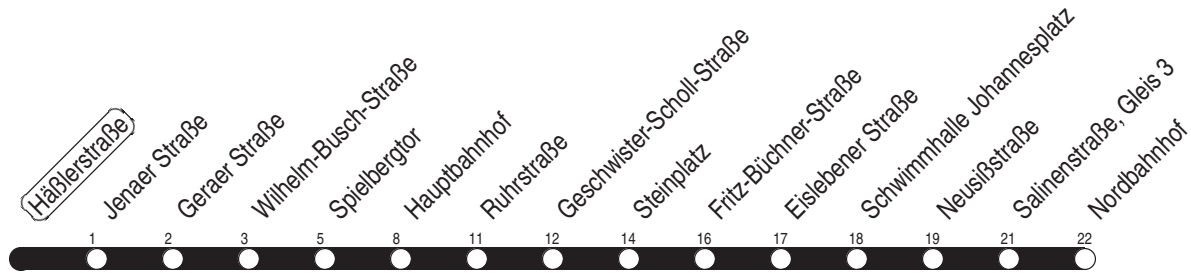 Häßlerstraße
Jenaer Straße
Geraer Straße
Wilhelm-Busch-Straße
Spielbergtor
Hauptbahnhof
Ruhrstraße
Geschwister-Scholl-Straße
Steinplatz
Fritz-Büchner-Straße
Eislebener Straße
Schwimmhalle Johannesplatz
Neusißstraße
Salinenstraße, Gleis 3
Nordbahnhof
1 2 3 5 8 11 12 14 16 17 18 19 21 22